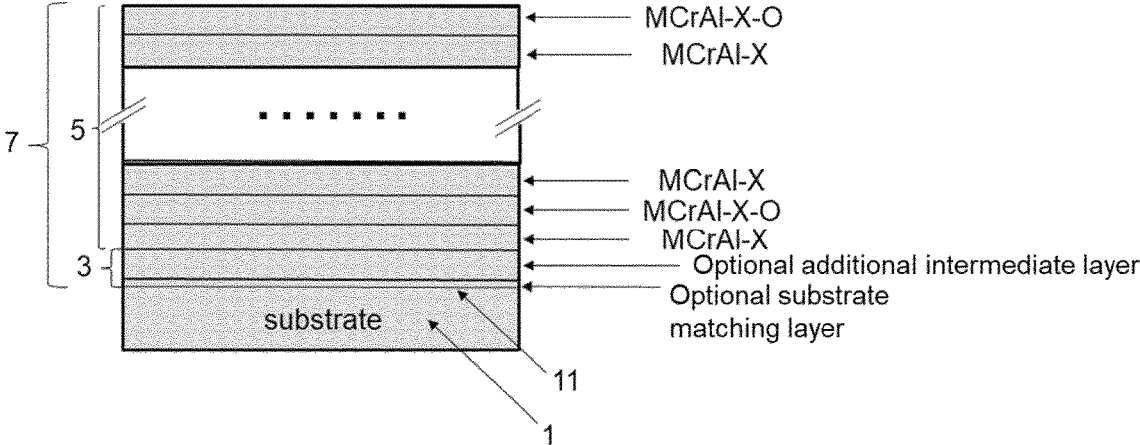 MCrAl-X-O
MCrAl-X
7
5
MCrAl-X
MCrAl-X-O
MCrAl-X
3
Optional additional intermediate layer
Optional substrate
matching layer
substrate
11
1